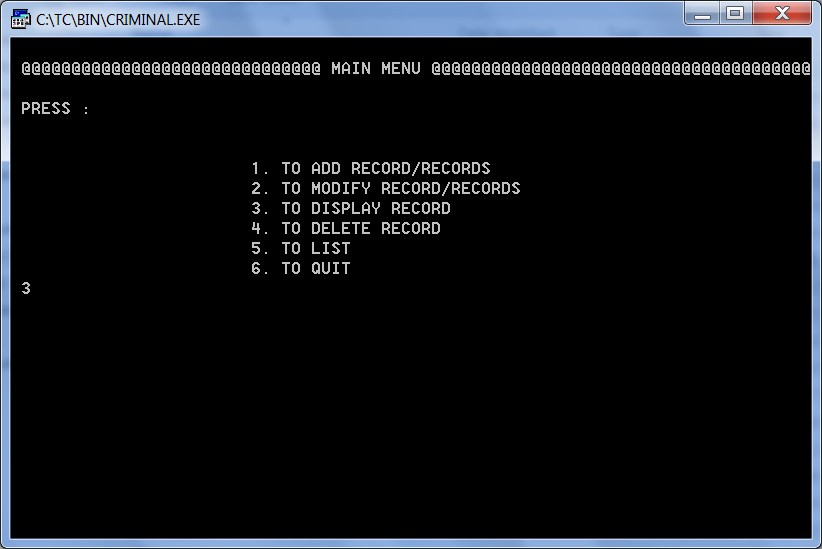 C:\TC\BIN\CRIMINAL.EXE
@@@@@@@@@@@@@@@@@@@@@@@@@@@@@@ MAIN MENU @@@@@@@@@@@@@@@@@@@@@@@@@@@@@@@@@@@@@@
PRESS :
1. TO ADD RECORD/RECORDS
2. TO MODIFY RECORD/RECORDS
3. TO DISPLAY RECORD
4. TO DELETE RECORD
5. TO LIST
6. TO QUIT
3